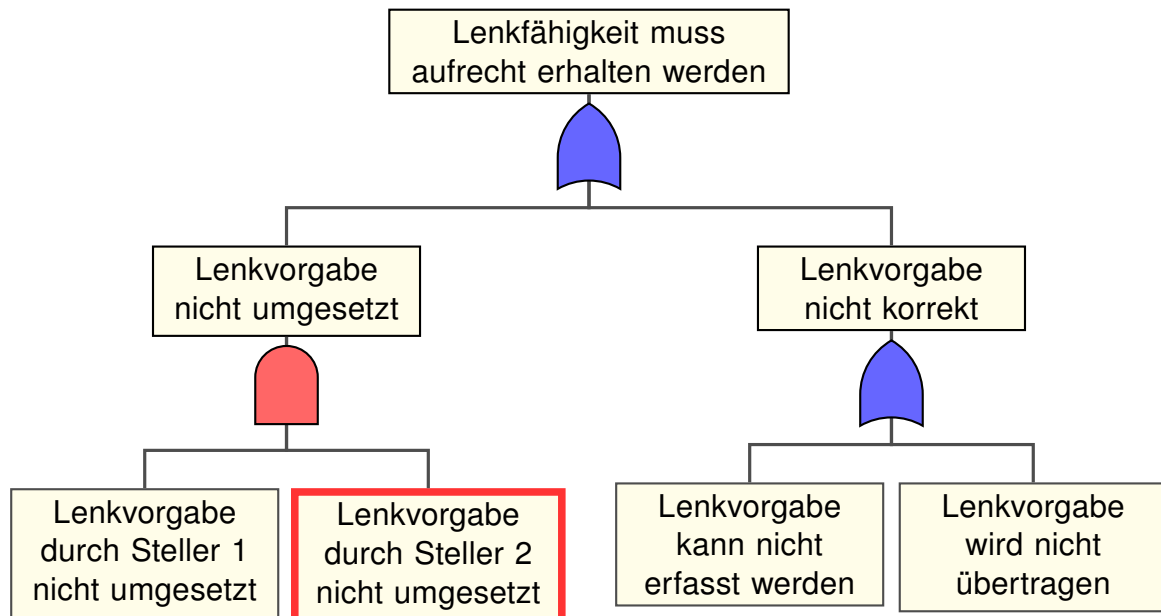 Lenkfähigkeit muss
aufrecht erhalten werden
Lenkvorgabe
nicht umgesetzt
Lenkvorgabe
nicht korrekt
Lenkvorgabe
durch Steller 1
nicht umgesetzt
Lenkvorgabe
durch Steller 2
nicht umgesetzt
Lenkvorgabe
kann nicht
erfasst werden
Lenkvorgabe
wird nicht
übertragen